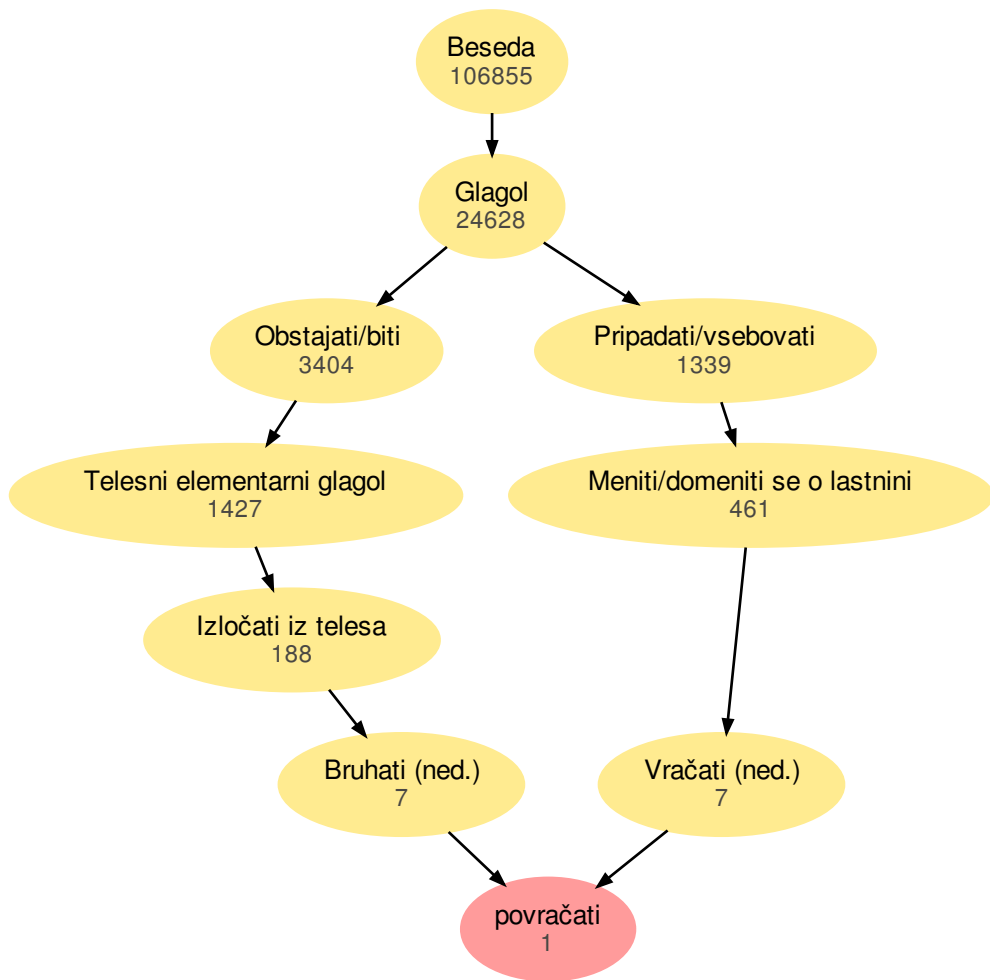 Beseda
106855
Glagol
24628
Obstajati/biti
3404
Pripadati/vsebovati
1339
Telesni elementarni glagol
1427
Meniti/domeniti se o lastnini
461
Izločati iz telesa
188
Bruhati (ned.)
7
Vračati (ned.)
7
povračati
1